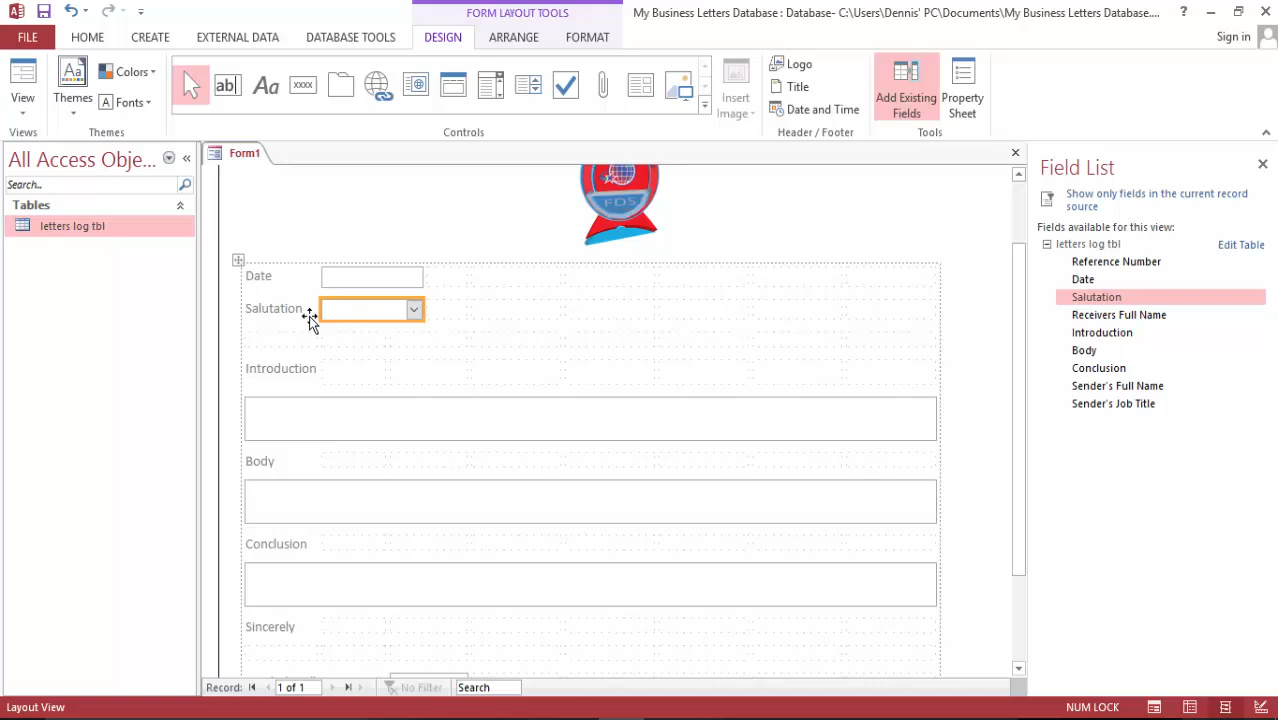 FORM LAYOUT TOOLS
My Business Letters Database : Database- C:\Users\Dennis' PC\Documents\My Business Letters Database....
?
FILE
HOME
CREATE
EXTERNAL DATA
DATABASE TOOLS
DESIGN
ARRANGE
FORMAT
Sign in
View
Views
Aa
Themes
Colors
Fonts
Themes
ab
Aa
xxxx
Controls
Insert
Image
Logo
Title
Date and Time
Header / Footer
Add Existing
Fields
Property
Sheet
Tools
All Access Obje...
Search...
Tables
letters log tbl
Form1
FDS
Date
Salutation
Introduction
Body
Conclusion
Sincerely
Record:
1 of 1
No Filter
Search
Field List
Show only fields in the current record
source
Fields available for this view:
letters log tbl
Edit Table
Reference Number
Date
Salutation
Receivers Full Name
Introduction
Body
Conclusion
Sender's Full Name
Sender's Job Title
Layout View
NUM LOCK